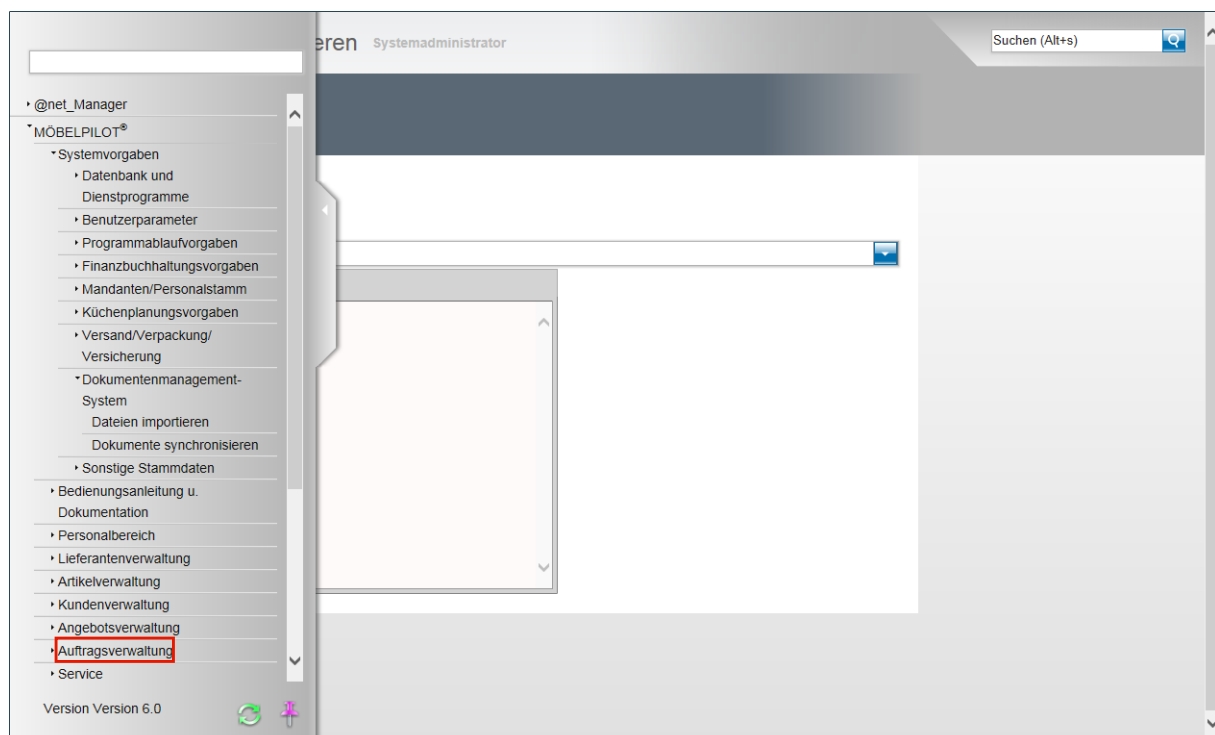 eren Systemadministrator
Suchen (Alt+s)
@net_Manager
MÖBELPILOT®
Systemvorgaben
Datenbank und
Dienstprogramme
Benutzerparameter
Programmablaufvorgaben
Finanzbuchhaltungsvorgaben
Mandanten/Personalstamm
Küchenplanungsvorgaben
Versand/Verpackung/
Versicherung
Dokumentenmanagement-
System
Dateien importieren
Dokumente synchronisieren
Sonstige Stammdaten
Bedienungsanleitung u.
Dokumentation
Personalbereich
Lieferantenverwaltung
Artikelverwaltung
Kundenverwaltung
Angebotsverwaltung
Auftragsverwaltung
Service
Version Version 6.0